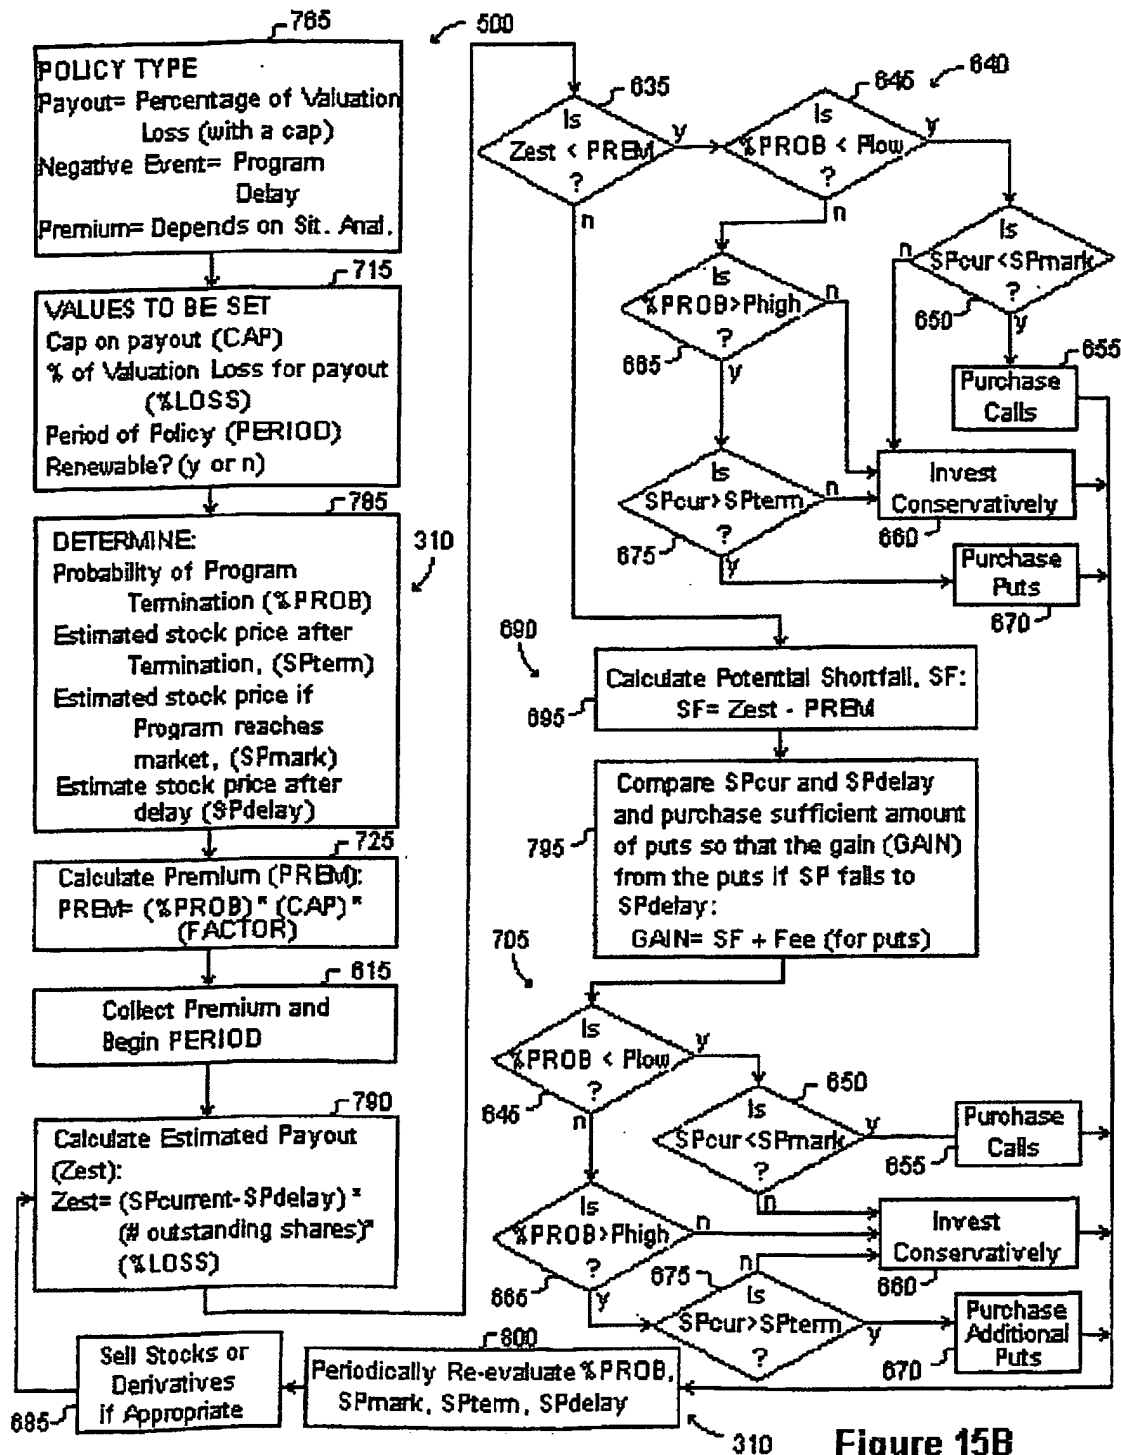 765
500
POLICY TYPE
Payout= Percentage of Valuation
Loss (with a cap)
Negative Event= Program
Delay
Premium= Depends on Sit. Anal.
715
VALUES TO BE SET
Cap on payout (CAP)
% of Valuation Loss for payout
(%LOSS)
Period of Policy (PERIOD)
Renewable? (y or n)
785
310
DETERMINE:
Probability of Program
Termination (%PROB)
Estimated stock price after
Termination, (SPterm)
Estimated stock price if
Program reaches
market, (SPmark)
Estimate stock price after
delay (SPdelay)
725
Calculate Premium (PREM):
PREM= (%PROB)* (CAP)*
(FACTOR)
615
Collect Premium and
Begin PERIOD
790
Calculate Estimated Payout
(Zest):
Zest= (SPcurrent-SPdelay) *
(# outstanding shares)*
(%LOSS)
635
Is
Zest < PREM
?
y
n
645
640
Is
%PROB < Plow
?
y
n
Is
SPcur<SPmark
?
n
650
y
655
Purchase
Calls
Is
%PROB>Phigh
?
n
665
y
Is
SPcur>SPterm
?
n
675
y
Invest
Conservatively
660
Purchase
Puts
670
690
Calculate Potential Shortfall, SF:
SF= Zest - PREM
695
Compare SPcur and SPdelay
and purchase sufficient amount
of puts so that the gain (GAIN)
from the puts if SP falls to
SPdelay:
GAIN= SF + Fee (for puts)
795
705
Is
%PROB < Plow
?
y
645
n
650
Is
SPcur<SPmark
?
y
n
Purchase
Calls
655
Is
%PROB>Phigh
?
n
665
y
Invest
Conservatively
660
675
n
Is
SPcur>SPterm
?
y
Purchase
Additional
Puts
670
800
Periodically Re-evaluate %PROB,
SPmark, SPterm, SPdelay
310
Sell Stocks or
Derivatives
if Appropriate
685
Figure 15B